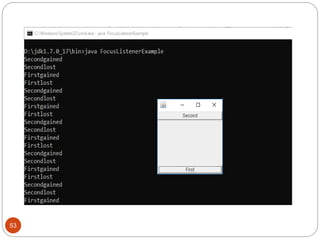 C:\Windows\System32\cmd.exe - java FocusListenerExample
D:\jdk1.7.0_17\bin>java FocusListenerExample
Secondgained
Secondlost
Firstgained
Firstlost
Secondgained
Secondlost
Firstgained
Firstlost
Secondgained
Secondlost
Firstgained
Firstlost
Secondgained
Secondlost
Firstgained
Firstlost
Secondgained
Secondlost
Firstgained
Second
First
53